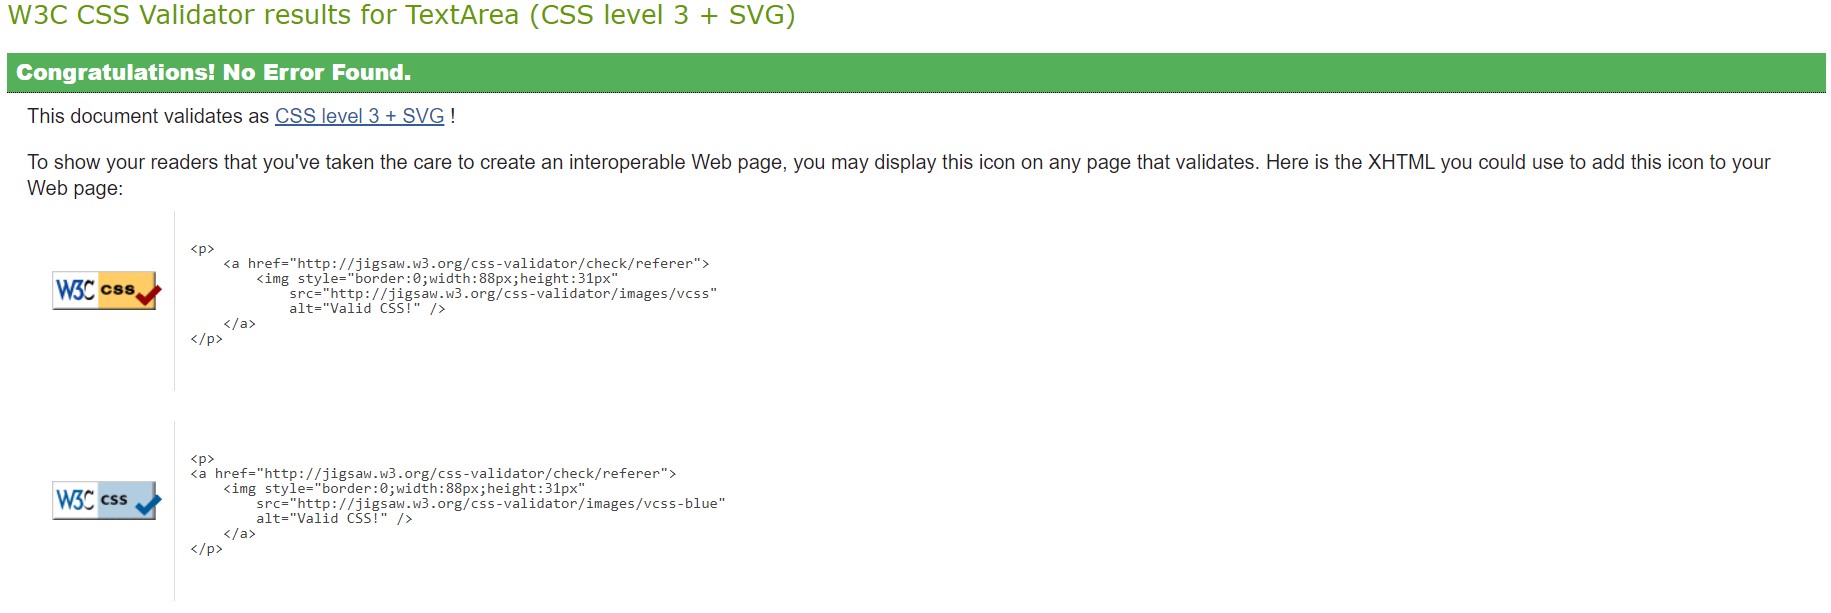 W3C CSS Validator results for TextArea (CSS level 3 + SVG)
Congratulations! No Error Found.
This document validates as CSS level 3 + SVG !
To show your readers that you've taken the care to create an interoperable Web page, you may display this icon on any page that validates. Here is the XHTML you could use to add this icon to your
Web page:
W3C css
<p>
    <a href="http://jigsaw.w3.org/css-validator/check/referer">
        <img style="border:0;width:88px;height:31px"
            src="http://jigsaw.w3.org/css-validator/images/vcss"
            alt="Valid CSS!" />
    </a>
</p>
W3C css
<p>
<a href="http://jigsaw.w3.org/css-validator/check/referer">
    <img style="border:0;width:88px;height:31px"
        src="http://jigsaw.w3.org/css-validator/images/vcss-blue"
        alt="Valid CSS!" />
    </a>
</p>